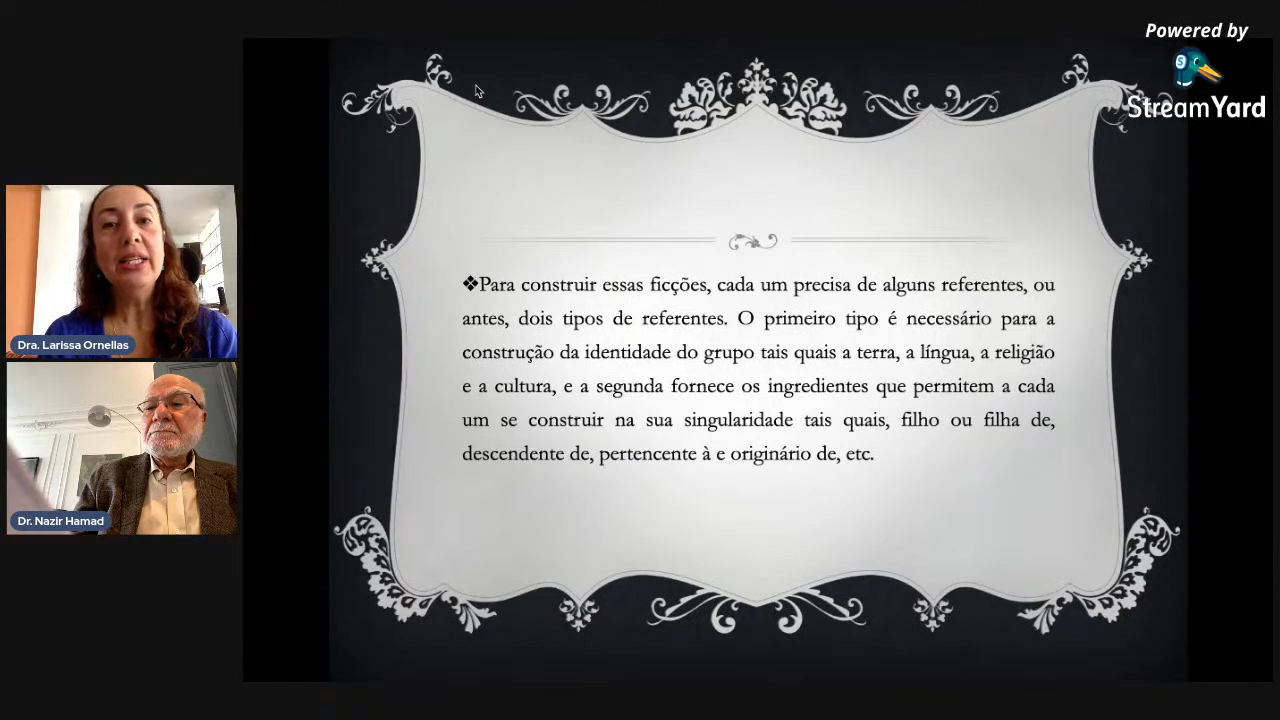 Powered by
StreamYard
❖Para construir essas ficções, cada um precisa de alguns referentes, ou
antes, dois tipos de referentes. O primeiro tipo é necessário para a
construção da identidade do grupo tais quais a terra, a língua, a religião
e a cultura, e a segunda fornece os ingredientes que permitem a cada
um se construir na sua singularidade tais quais, filho ou filha de,
descendente de, pertencente à e originário de, etc.
Dra. Larissa Ornellas
Dr. Nazir Hamad